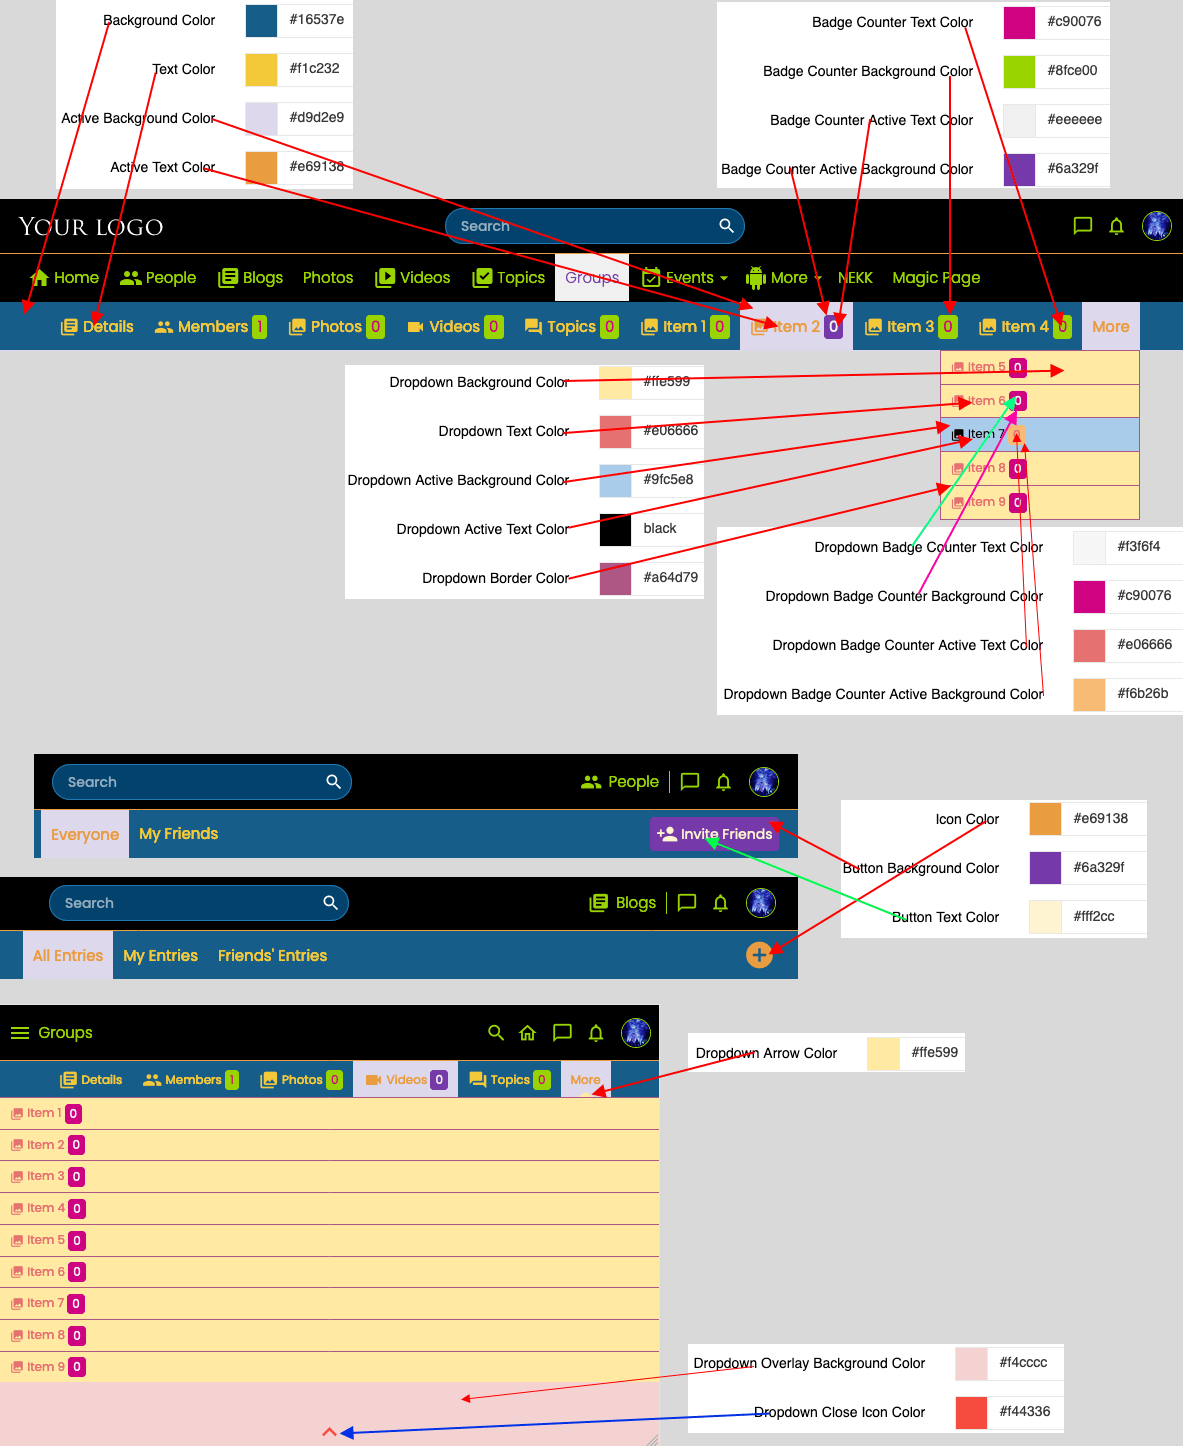 Background Color #16537e
Text Color #f1c232
Active Background Color #d9d2e9
Active Text Color #e69138
Badge Counter Text Color #c90076
Badge Counter Background Color #8fce00
Badge Counter Active Text Color #eeeeee
Badge Counter Active Background Color #6a329f
YOUR LOGO Search
Home People Blogs Photos Videos Topics Groups Events More NEKK Magic Page
Details Members 1 Photos 0 Videos 0 Topics 0 Item 1 0 Item 2 0 Item 3 0 Item 4 0 More
Item 5 0
Item 6 0
Item 7 0
Item 8 0
Item 9 0
Dropdown Background Color #ffe599
Dropdown Text Color #e06666
Dropdown Active Background Color #9fc5e8
Dropdown Active Text Color black
Dropdown Border Color #a64d79
Dropdown Badge Counter Text Color #f3f6f4
Dropdown Badge Counter Background Color #c90076
Dropdown Badge Counter Active Text Color #e06666
Dropdown Badge Counter Active Background Color #f6b26b
Search People
Everyone My Friends Invite Friends
Search Blogs
All Entries My Entries Friends' Entries
Icon Color #e69138
Button Background Color #6a329f
Button Text Color #fff2cc
Groups
Details Members 1 Photos 0 Videos 0 Topics 0 More
Item 1 0
Item 2 0
Item 3 0
Item 4 0
Item 5 0
Item 6 0
Item 7 0
Item 8 0
Item 9 0
Dropdown Arrow Color #ffe599
Dropdown Overlay Background Color #f4cccc
Dropdown Close Icon Color #f44336